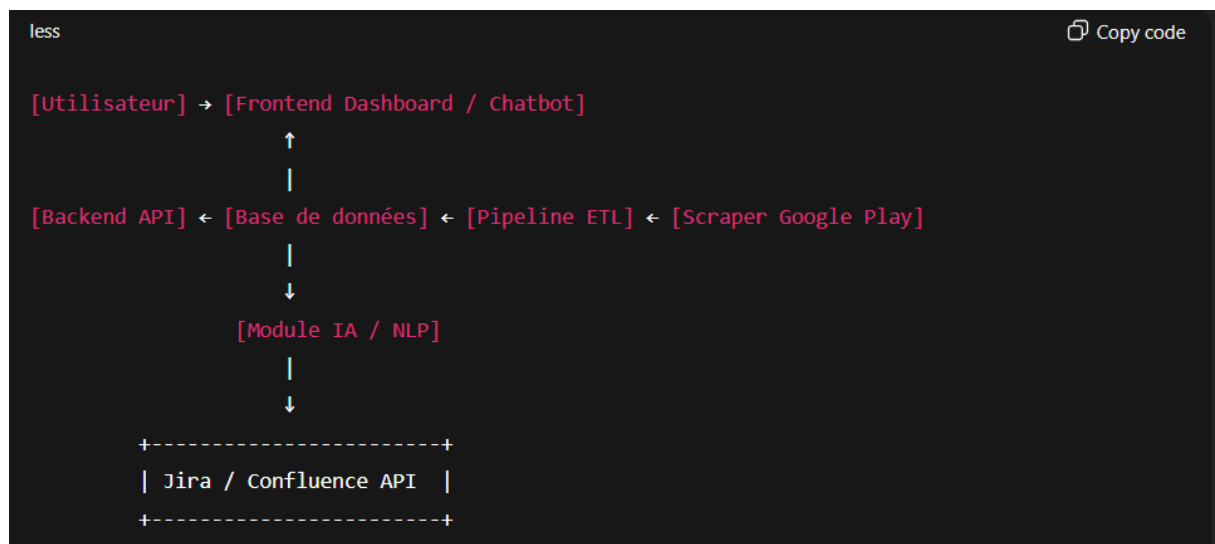 less
Copy code
[Utilisateur] → [Frontend Dashboard / Chatbot]
↑
|
[Backend API] ← [Base de données] ← [Pipeline ETL] ← [Scraper Google Play]
|
↓
[Module IA / NLP]
|
↓
+-----------------------+
| Jira / Confluence API  |
+-----------------------+